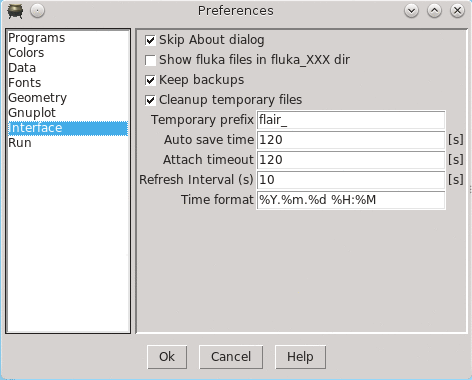 Preferences
Programs
Colors
Data
Fonts
Geometry
Gnuplot
Interface
Run
Skip About dialog
Show fluka files in fluka_XXX dir
Keep backups
Cleanup temporary files
Temporary prefix flair_
Auto save time 120 [s]
Attach timeout 120 [s]
Refresh Interval (s) 10 [s]
Time format %Y.%m.%d %H:%M
Ok Cancel Help